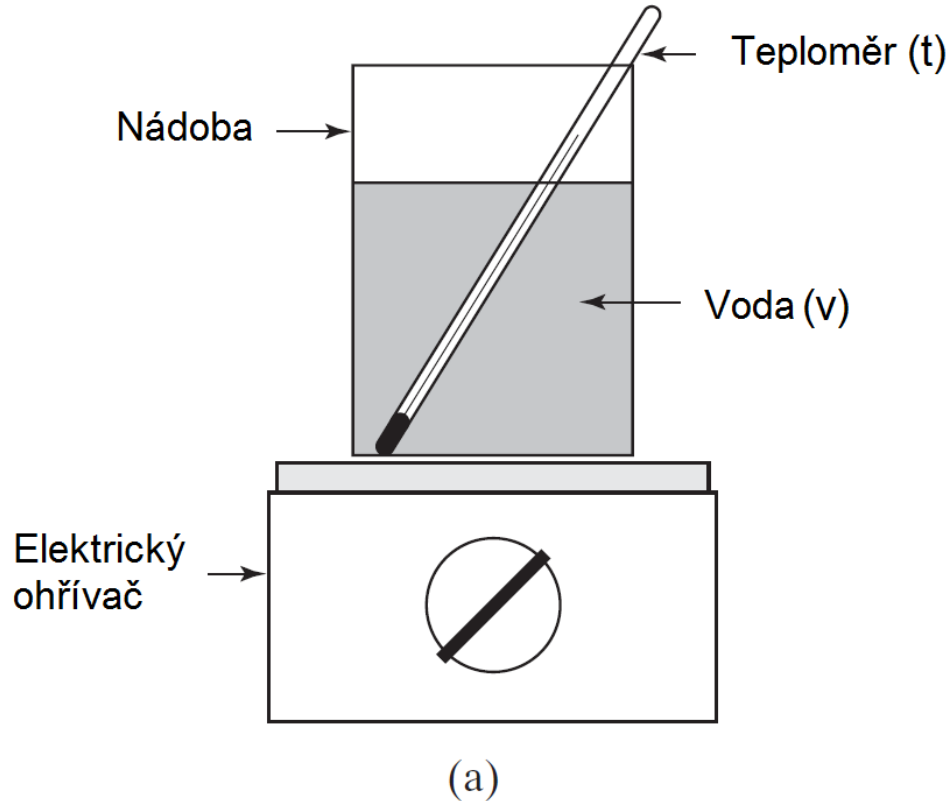 Teploměr (t)
Nádoba
Voda (v)
Elektrický
ohřívač
(a)